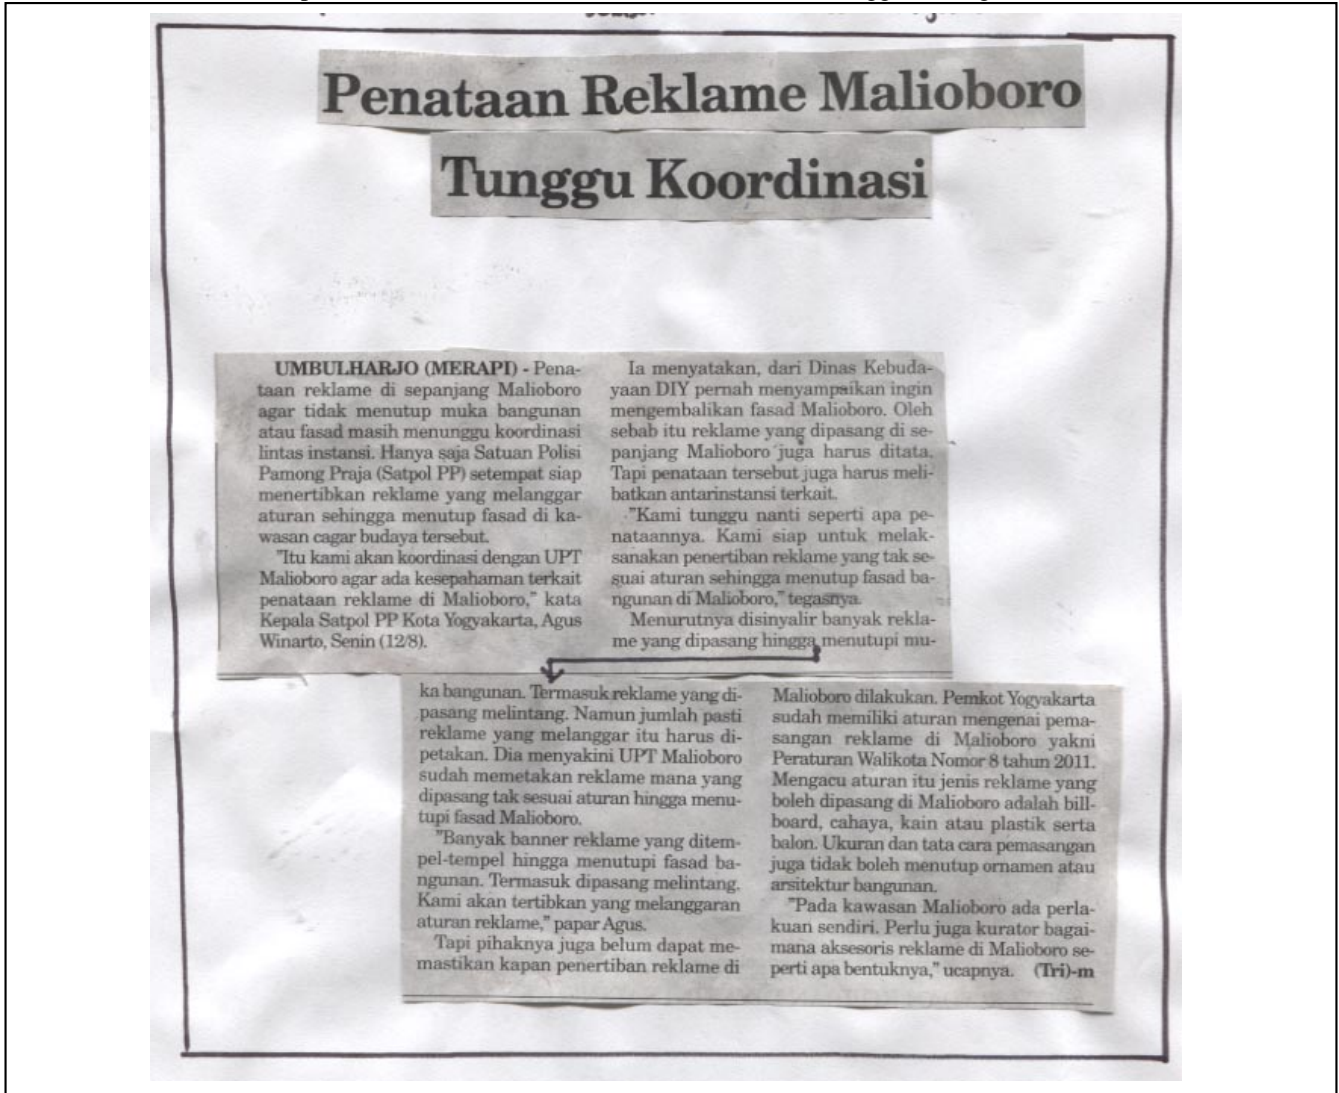 Penataan Reklame Malioboro
Tunggu Koordinasi
UMBULHARJO (MERAPI) - Pena-
taan reklame di sepanjang Malioboro
agar tidak menutup muka bangunan
atau fasad masih menunggu koordinasi
lintas instansi. Hanya saja Satuan Polisi
Pamong Praja (Satpol PP) setempat siap
menertibkan reklame yang melanggar
aturan sehingga menutup fasad di ka-
wasan cagar budaya tersebut.
"Itu kami akan koordinasi dengan UPT
Malioboro agar ada kesepahaman terkait
penataan reklame di Malioboro," kata
Kepala Satpol PP Kota Yogyakarta, Agus
Winarto, Senin (12/8).
Ia menyatakan, dari Dinas Kebuda-
yaan DIY pernah menyampaikan ingin
mengembalikan fasad Malioboro. Oleh
sebab itu reklame yang dipasang di se-
panjang Malioboro juga harus ditata.
Tapi penataan tersebut juga harus meli-
batkan antarinstansi terkait.
"Kami tunggu nanti seperti apa pe-
nataannya. Kami siap untuk melak-
sanakan penertiban reklame yang tak se-
suai aturan sehingga menutup fasad ba-
ngunan di Malioboro," tegasnya.
Menurutnya disinyalir banyak rekla-
me yang dipasang hingga menutupi mu-
ka bangunan. Termasuk reklame yang di-
pasang melintang. Namun jumlah pasti
reklame yang melanggar itu harus di-
petakan. Dia menyakini UPT Malioboro
sudah memetakan reklame mana yang
dipasang tak sesuai aturan hingga menu-
tupi fasad Malioboro.
"Banyak banner reklame yang ditem-
pel-tempel hingga menutupi fasad ba-
ngunan. Termasuk dipasang melintang.
Kami akan tertibkan yang melanggaran
aturan reklame," papar Agus.
Tapi pihaknya juga belum dapat me-
mastikan kapan penertiban reklame di
Malioboro dilakukan. Pemkot Yogyakarta
sudah memiliki aturan mengenai pema-
sangan reklame di Malioboro yakni
Peraturan Walikota Nomor 8 tahun 2011.
Mengacu aturan itu jenis reklame yang
boleh dipasang di Malioboro adalah bill-
board, cahaya, kain atau plastik serta
balon. Ukuran dan tata cara pemasangan
juga tidak boleh menutup ornamen atau
arsitektur bangunan.
"Pada kawasan Malioboro ada perla-
kuan sendiri. Perlu juga kurator bagai-
mana aksesoris reklame di Malioboro se-
perti apa bentuknya," ucapnya. (Tri)-m